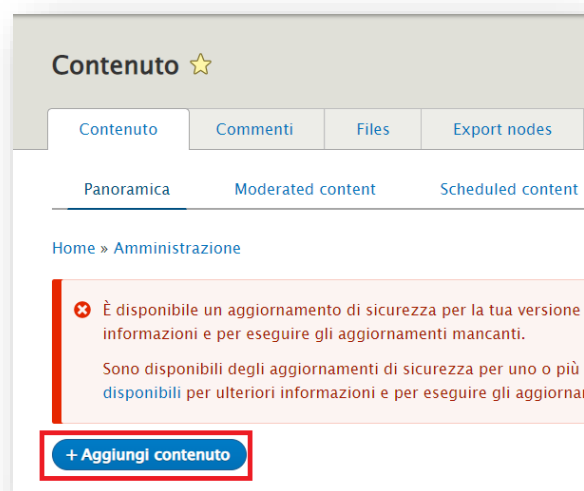 Contenuto
Contenuto Commenti Files Export nodes
Panoramica Moderated content Scheduled content
Home » Amministrazione
È disponibile un aggiornamento di sicurezza per la tua versione
informazioni e per eseguire gli aggiornamenti mancanti.
Sono disponibili degli aggiornamenti di sicurezza per uno o più
disponibili per ulteriori informazioni e per eseguire gli
+ Aggiungi contenuto